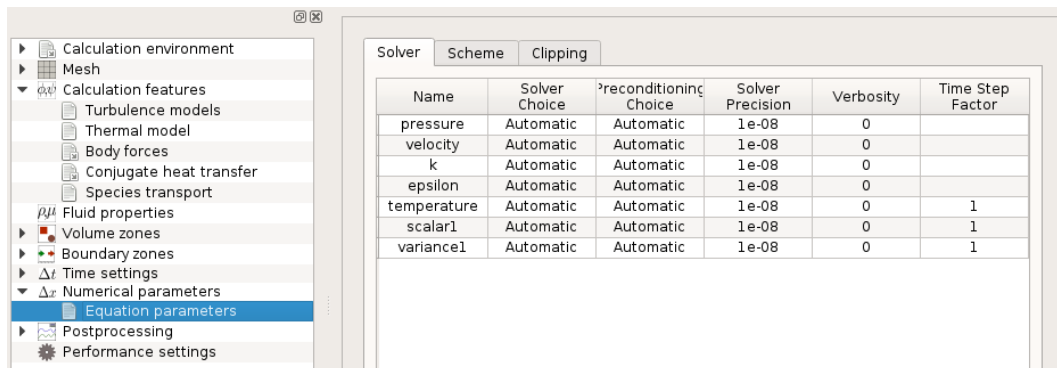 Calculation environment
Mesh
φ,ψ Calculation features
Turbulence models
Thermal model
Body forces
Conjugate heat transfer
Species transport
ρ,μ Fluid properties
Volume zones
Boundary zones
Δt Time settings
Δx Numerical parameters
Equation parameters
Postprocessing
Performance settings
Solver Scheme Clipping
Name Solver Choice Preconditioning Choice Solver Precision Verbosity Time Step Factor
pressure Automatic Automatic 1e-08 0
velocity Automatic Automatic 1e-08 0
k Automatic Automatic 1e-08 0
epsilon Automatic Automatic 1e-08 0
temperature Automatic Automatic 1e-08 0 1
scalar1 Automatic Automatic 1e-08 0 1
variance1 Automatic Automatic 1e-08 0 1